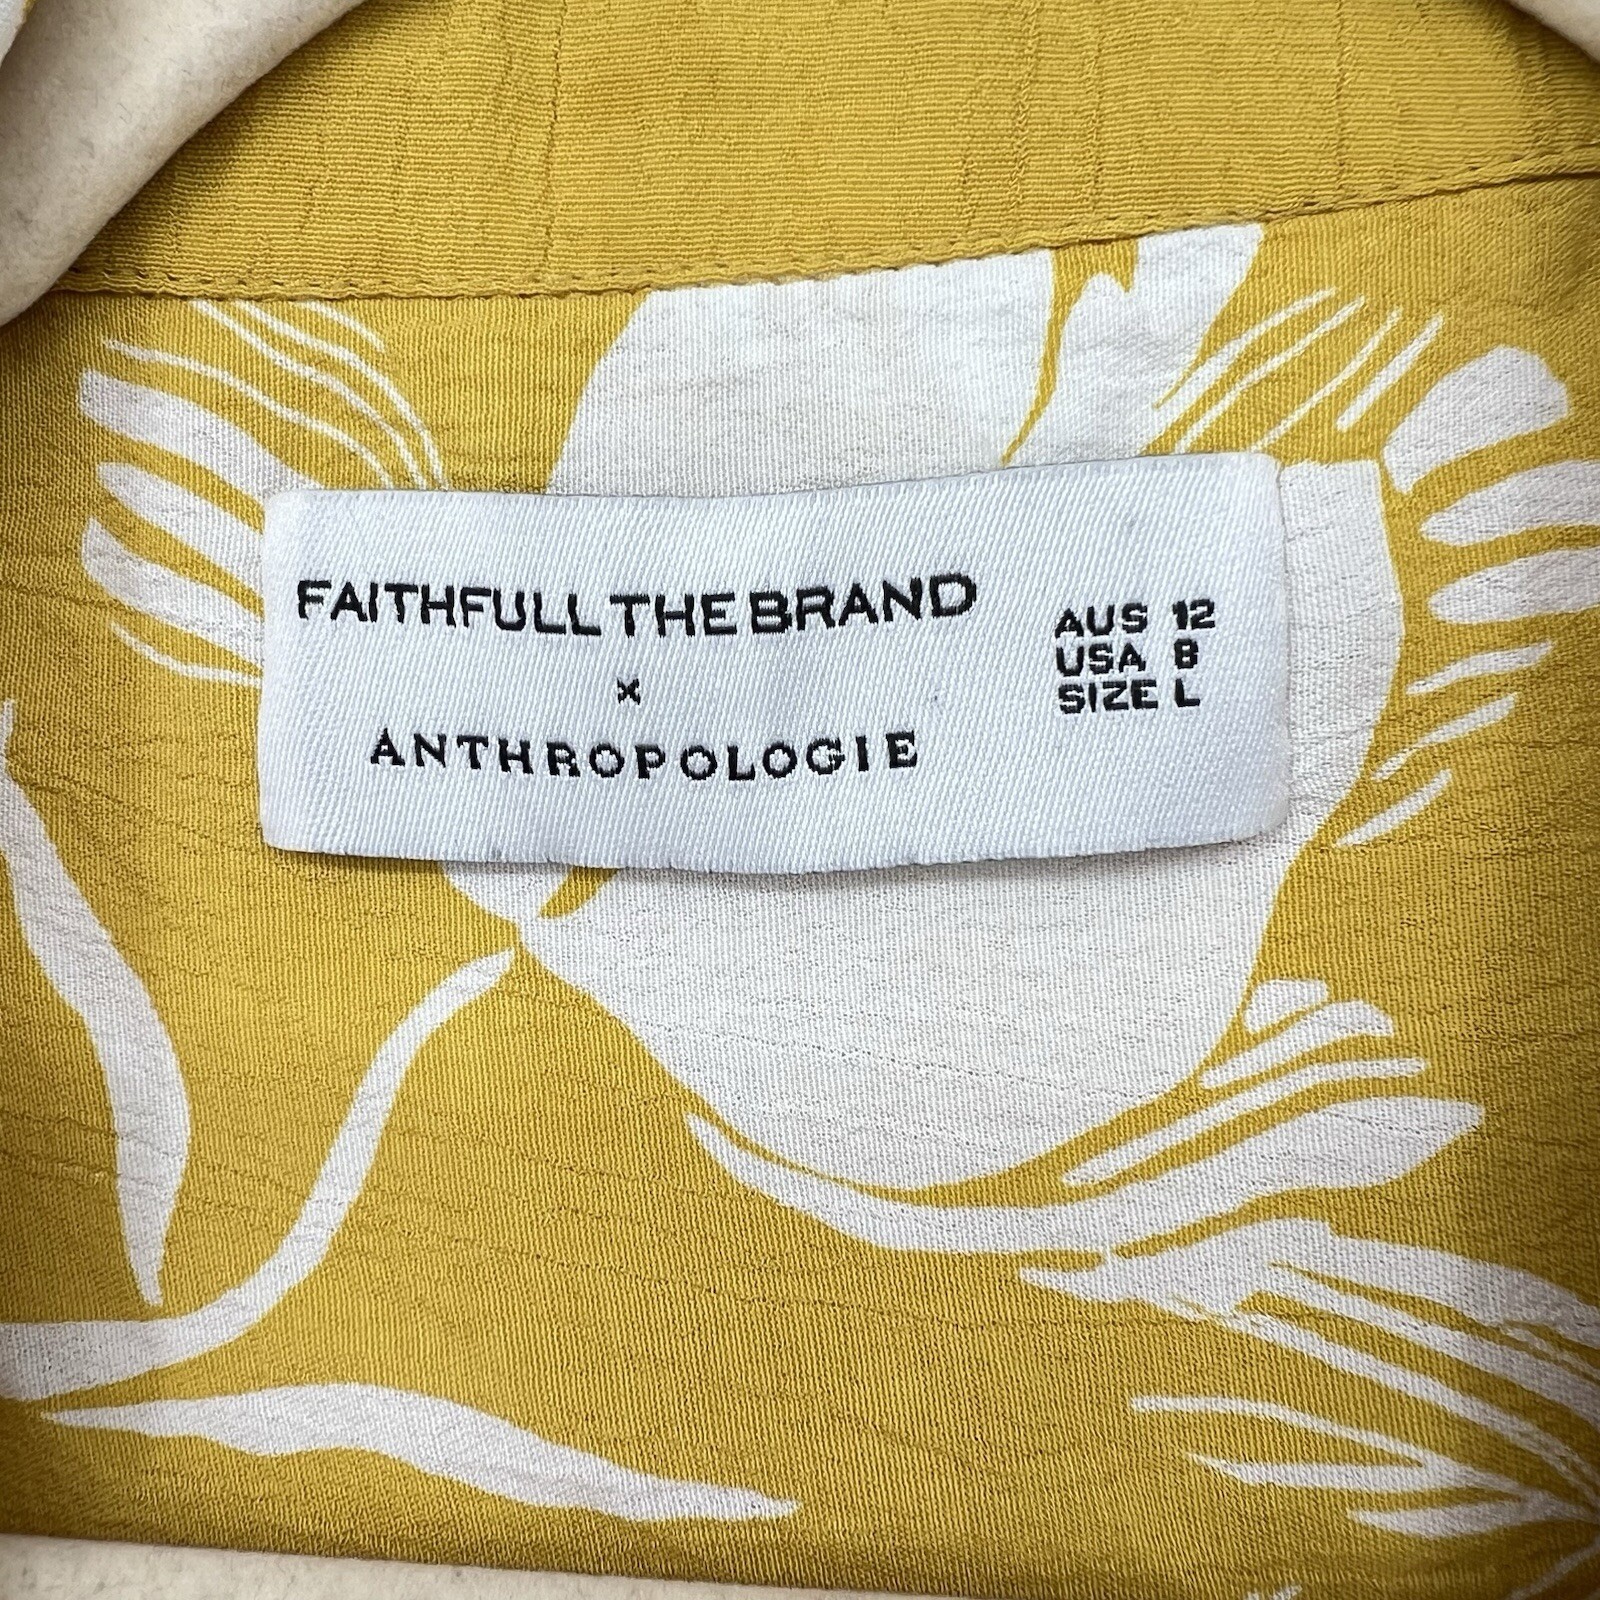 FAITHFULL THE BRAND
x
ANTHROPOLOGIE
AUS 12
USA 8
SIZE L